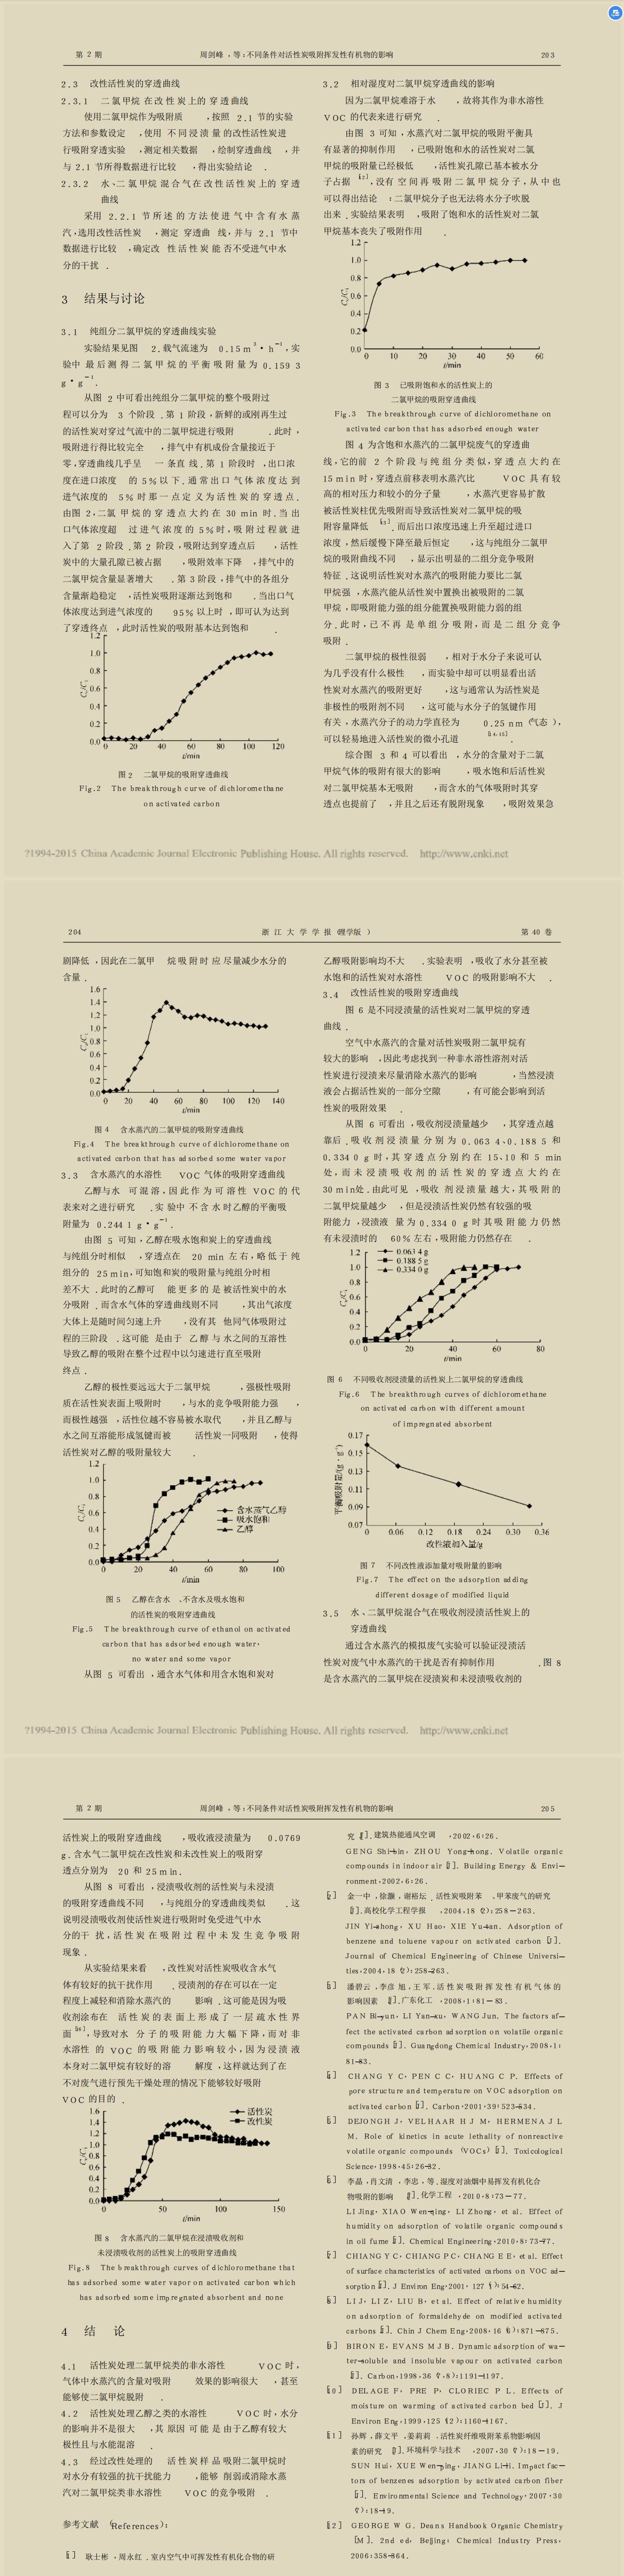 第 2 期 周剑峰，等：不同条件对活性炭吸附挥发性有机物的影响 203
2.3 改性活性炭的穿透曲线
2.3.1 二氯甲烷在改性炭上的穿透曲线
使用二氯甲烷作为吸附质，按照 2.1 节的实验
方法和参数设定，使用不同浸渍量的改性活性炭进
行吸附穿透实验，测定相关数据，绘制穿透曲线，并
与 2.1 节所得数据进行比较，得出实验结论．
2.3.2 水、二氯甲烷混合气在改性活性炭上的穿透
曲线
采用 2.2.1 节所述的方法使进气中含有水蒸
汽，选用改性活性炭，测定穿透曲线，并与 2.1 节中
数据进行比较，确定改性活性炭能否不受进气中水
分的干扰．
3 结果与讨论
3.1 纯组分二氯甲烷的穿透曲线实验
实验结果见图 2．载气流速为 0.15 m³·h⁻¹，实
验中最后测得二氯甲烷的平衡吸附量为 0.159 3
g·g⁻¹．
从图 2 中可看出纯组分二氯甲烷的整个吸附过
程可以分为 3 个阶段．第 1 阶段，新鲜的或刚再生过
的活性炭对穿过气流中的二氯甲烷进行吸附．此时，
吸附进行得比较完全，排气中有机成份含量接近于
零，穿透曲线几乎呈一条直线．第 1 阶段时，出口浓
度在进口浓度的 5% 以下．通常出口气体浓度达到
进气浓度的 5% 时那一点定义为活性炭的穿透点．
由图 2，二氯甲烷的穿透点大约在 30 min 时．当出
口气体浓度超过进气浓度的 5% 时，吸附过程就进
入了第 2 阶段．第 2 阶段，吸附达到穿透点后，活性
炭中的大量孔隙已被占据，吸附效率下降，排气中的
二氯甲烷含量显著增大．第 3 阶段，排气中的各组分
含量渐趋稳定，活性炭吸附逐渐达到饱和．当出口气
体浓度达到进气浓度的 95% 以上时，即可认为达到
了穿透终点，此时活性炭的吸附基本达到饱和．
图 2 二氯甲烷的吸附穿透曲线
Fig.2 The breakthrough curve of dichloromethane
on activated carbon
3.2 相对湿度对二氯甲烷穿透曲线的影响
因为二氯甲烷难溶于水，故将其作为非水溶性
VOC 的代表来进行研究．
由图 3 可知，水蒸汽对二氯甲烷的吸附平衡具
有显著的抑制作用，已吸附饱和水的活性炭对二氯
甲烷的吸附量已经极低，活性炭孔隙已基本被水分
子占据，没有空间再吸附二氯甲烷分子，从中也
可以得出结论：二氯甲烷分子也无法将水分子吹脱
出来．实验结果表明，吸附了饱和水的活性炭对二氯
甲烷基本丧失了吸附作用．
图 3 已吸附饱和水的活性炭上的
二氯甲烷的吸附穿透曲线
Fig.3 The breakthrough curve of dichloromethane on
activated carbon that has adsorbed enough water
图 4 为含饱和水蒸汽的二氯甲烷废气的穿透曲
线，它的前 2 个阶段与纯组分类似，穿透点大约在
15 min 时，穿透点前移表明水蒸汽比 VOC 具有较
高的相对压力和较小的分子量，水蒸汽更容易扩散
被活性炭柱优先吸附而导致活性炭对二氯甲烷的吸
附容量降低．而后出口浓度迅速上升至超过进口
浓度，然后缓慢下降至最后恒定，这与纯组分二氯甲
烷的吸附曲线不同，显示出明显的二组分竞争吸附
特征．这说明活性炭对水蒸汽的吸附能力要比二氯
甲烷强，水蒸汽能从活性炭中置换出被吸附的二氯
甲烷，即吸附能力强的组分能置换吸附能力弱的组
分．此时，已不再是单组分吸附，而是二组分竞争
吸附．
二氯甲烷的极性很弱，相对于水分子来说可认
为几乎没有什么极性，而实验中却可以明显看出活
性炭对水蒸汽的吸附更好，这与通常认为活性炭是
非极性的吸附剂不同，这可能与水分子的氢键作用
有关，水蒸汽分子的动力学直径为 0.25 nm（气态），
可以轻易地进入活性炭的微小孔道．
综合图 3 和 4 可以看出，水分的含量对于二氯
甲烷气体的吸附有很大的影响，吸水饱和后活性炭
对二氯甲烷基本无吸附，而含水的气体吸附时其穿
透点也提前了，并且之后还有脱附现象，吸附效果急
?1994-2015 China Academic Journal Electronic Publishing House. All rights reserved. http://www.cnki.net
204 浙江大学学报（理学版） 第 40 卷
剧降低，因此在二氯甲烷吸附时应尽量减少水分的
含量．
图 4 含水蒸汽的二氯甲烷的吸附穿透曲线
Fig.4 The breakthrough curve of dichloromethane on
activated carbon that has adsorbed some water vapor
3.3 含水蒸汽的水溶性 VOC 气体的吸附穿透曲线
乙醇与水可混溶，因此作为可溶性 VOC 的代
表来对之进行研究．实验中不含水时乙醇的平衡吸
附量为 0.244 1 g·g⁻¹．
由图 5 可知，乙醇在吸水饱和炭上的穿透曲线
与纯组分时相似，穿透点在 20 min 左右，略低于纯
组分的 25 min，可知饱和炭的吸附量与纯组分时相
差不大．此时的乙醇可能更多的是被活性炭中的水
分吸附．而含水气体的穿透曲线则不同，其出气浓度
大体上是随时间匀速上升，没有其他同气体吸附过
程的三阶段．这可能是由于乙醇与水之间的互溶性
导致乙醇的吸附在整个过程中以匀速进行直至吸附
终点．
乙醇的极性要远远大于二氯甲烷，强极性吸附
质在活性炭表面上吸附时，与水的竞争吸附能力强，
而极性越强，活性位越不容易被水取代，并且乙醇与
水之间互溶能形成氢键而被活性炭一同吸附，使得
活性炭对乙醇的吸附量较大．
含水蒸气乙醇
吸水饱和
乙醇
图 5 乙醇在含水、不含水及吸水饱和
的活性炭的吸附穿透曲线
Fig.5 The breakthrough curve of ethanol on activated
carbon that has adsorbed enough water,
no water and some vapor
从图 5 可看出，通含水气体和用含水饱和炭对
乙醇吸附影响均不大．实验表明，吸收了水分甚至被
水饱和的活性炭对水溶性 VOC 的吸附影响不大．
3.4 改性活性炭的吸附穿透曲线
图 6 是不同浸渍量的活性炭对二氯甲烷的穿透
曲线．
空气中水蒸汽的含量对活性炭吸附二氯甲烷有
较大的影响，因此考虑找到一种非水溶性溶剂对活
性炭进行浸渍来尽量消除水蒸汽的影响，当然浸渍
液会占据活性炭的一部分空隙，有可能会影响到活
性炭的吸附效果．
从图 6 可看出，吸收剂浸渍量越少，其穿透点越
靠后．吸收剂浸渍量分别为 0.063 4、0.188 5 和
0.334 0 g 时，其穿透点分别约在 15、10 和 5 min
处，而未浸渍吸收剂的活性炭的穿透点大约在
30 min处．由此可见，吸收剂浸渍量越大，其吸附的
二氯甲烷量越少，但是浸渍活性炭仍然有较强的吸
附能力，浸渍液量为 0.334 0 g 时其吸附能力仍然
有未浸渍时的 60% 左右，吸附能力仍然存在．
0.063 4 g
0.188 5 g
0.334 0 g
图 6 不同吸收剂浸渍量的活性炭上二氯甲烷的穿透曲线
Fig.6 The breakthrough curves of dichloromethane
on activated carbon with different amount
of impregnated absorbent
平衡吸附量/(g·g⁻¹)
改性液加入量/g
图 7 不同改性液添加量对吸附量的影响
Fig.7 The effect on the adsorption adding
different dosage of modified liquid
3.5 水、二氯甲烷混合气在吸收剂浸渍活性炭上的
穿透曲线
通过含水蒸汽的模拟废气实验可以验证浸渍活
性炭对废气中水蒸汽的干扰是否有抑制作用．图 8
是含水蒸汽的二氯甲烷在浸渍炭和未浸渍吸收剂的
?1994-2015 China Academic Journal Electronic Publishing House. All rights reserved. http://www.cnki.net
第 2 期 周剑峰，等：不同条件对活性炭吸附挥发性有机物的影响 205
活性炭上的吸附穿透曲线，吸收液浸渍量为 0.0769
g．含水气二氯甲烷在改性炭和未改性炭上的吸附穿
透点分别为 20 和 25 min．
从图 8 可看出，浸渍吸收剂的活性炭与未浸渍
的吸附穿透曲线不同，与纯组分的穿透曲线类似．这
说明浸渍吸收剂使活性炭进行吸附时免受进气中水
分的干扰，活性炭在吸附过程中未发生竞争吸附
现象．
从实验结果来看，改性炭对活性炭吸收含水气
体有较好的抗干扰作用．浸渍剂的存在可以在一定
程度上减轻和消除水蒸汽的影响．这可能是因为吸
收剂涂布在活性炭的表面上形成了一层疏水性界
面，导致对水分子的吸附能力大幅下降，而对非
水溶性的 VOC 的吸附能力影响较小，因为浸渍液
本身对二氯甲烷有较好的溶解度，这样就达到了在
不对废气进行预先干燥处理的情况下能够较好吸附
VOC 的目的．
活性炭
改性炭
图 8 含水蒸汽的二氯甲烷在浸渍吸收剂和
未浸渍吸收剂的活性炭上的吸附穿透曲线
Fig.8 The breakthrough curves of dichloromethane that
has adsorbed some water vapor on activated carbon which
has adsorbed some impregnated absorbent and none
4 结 论
4.1 活性炭处理二氯甲烷类的非水溶性 VOC 时，
气体中水蒸汽的含量对吸附效果的影响很大，甚至
能够使二氯甲烷脱附．
4.2 活性炭处理乙醇之类的水溶性 VOC 时，水分
的影响并不是很大，其原因可能是由于乙醇有较大
极性且与水能混溶．
4.3 经过改性处理的活性炭样品吸附二氯甲烷时
对水分有较强的抗干扰能力，能够削弱或消除水蒸
汽对二氯甲烷类非水溶性 VOC 的竞争吸附．
参考文献（References）：
[1] 耿士彬，周永红．室内空气中可挥发性有机化合物的研
究[J]．建筑热能通风空调，2002，6：26．
GENG Shi-bin, ZHOU Yong-hong. Volatile organic
compounds in indoor air[J]. Building Energy & Envi-
ronment, 2002, 6: 26.
[2] 金一中，徐灏，谢裕坛．活性炭吸附苯、甲苯废气的研究
[J]．高校化学工程学报，2004，18(2)：258-263．
JIN Yi-zhong, XU Hao, XIE Yu-tan. Adsorption of
benzene and toluene vapour on activated carbon[J].
Journal of Chemical Engineering of Chinese Universi-
ties, 2004, 18(2): 258-263.
[3] 潘碧云，李彦旭，王军．活性炭吸附挥发性有机气体的
影响因素[J]．广东化工，2008，1：81-83．
PAN Bi-yun, LI Yan-xu, WANG Jun. The factors af-
fect the activated carbon adsorption on volatile organic
compounds[J]. Guangdong Chemical Industry, 2008, 1:
81-83.
[4] CHANG Y C, PEN C C, HUANG C P. Effects of
pore structure and temperature on VOC adsorption on
activated carbon[J]. Carbon, 2001, 39: 523-534.
[5] DEJONGH J, VELHAAR H J M, HERMENA J L
M. Role of kinetics in acute lethality of nonreactive
volatile organic compounds (VOCs)[J]. Toxicological
Science, 1998, 45: 26-32.
[6] 李晶，肖文清，李忠，等．湿度对油烟中易挥发有机化合
物吸附的影响[J]．化学工程，2010，8：73-77．
LI Jing, XIAO Wen-qing, LI Zhong, et al. Effect of
humidity on adsorption of volatile organic compounds
in oil fume[J]. Chemical Engineering, 2010, 8: 73-77.
[7] CHIANG Y C, CHIANG P C, CHANG E E, et al. Effect
of surface characteristics of activated carbons on VOC ad-
sorption[J]. J Environ Eng, 2001, 127(1): 54-62.
[8] LI J, LI Z, LIU B, et al. Effect of relative humidity
on adsorption of formaldehyde on modified activated
carbons[J]. Chin J Chem Eng, 2008, 16(6): 871-875.
[9] BIRON E, EVANS M J B. Dynamic adsorption of wa-
ter-soluble and insoluble vapour on activated carbon
[J]. Carbon, 1998, 36(7,8): 1191-1197.
[10] DELAGE F, PRE P, CLORIEC P L. Effects of
moisture on warming of activated carbon bed[J]. J
Environ Eng, 1999, 125(12): 1160-1167.
[11] 孙辉，薛文平，姜莉莉．活性炭纤维吸附苯系物影响因
素的研究[J]．环境科学与技术，2007，30(7)：18-19．
SUN Hui, XUE Wen-ping, JIANG Li-li. Impact fac-
tors of benzenes adsorption by activated carbon fiber
[J]. Environmental Science and Technology, 2007, 30
(7): 18-19.
[12] GEORGE W G. Deans Handbook Organic Chemistry
[M]. 2nd ed, Beijing: Chemical Industry Press,
2006: 358-364.